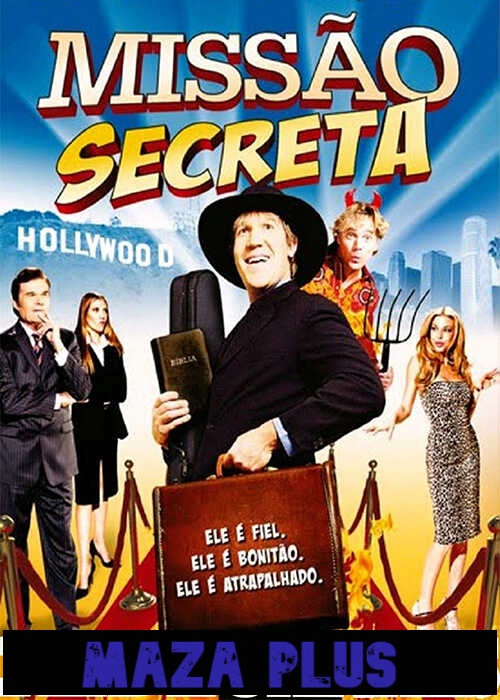 MISSÃO
SECRETA
HOLLYWOOD
BÍBLIA
ELE É FIEL.
ELE É BONITÃO.
ELE É ATRAPALHADO.
MAZA PLUS